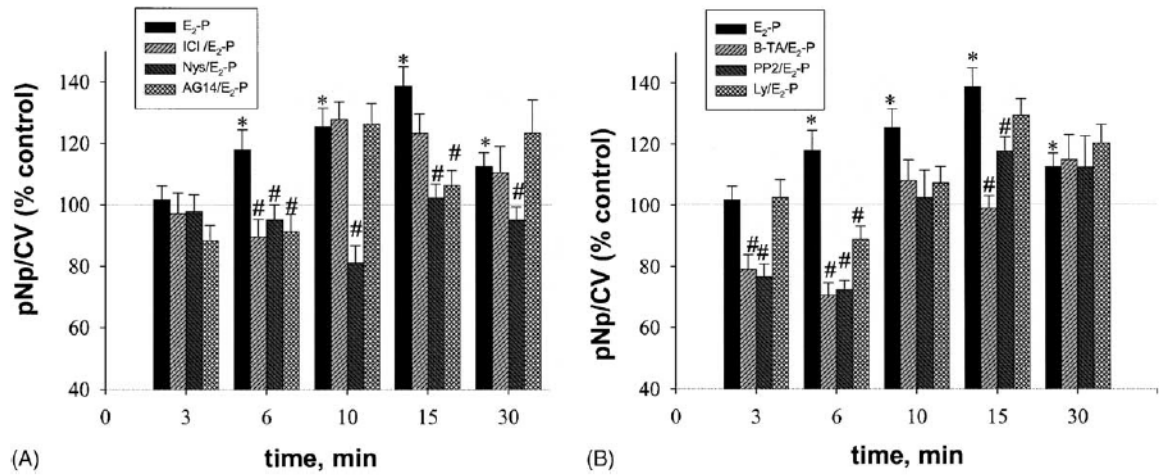 E₂-P
ICI /E₂-P
Nys/E₂-P
AG14/E₂-P
pNp/CV (% control)
140
120
100
80
60
40
* * * * # # # # # # #
0 3 6 10 15 30
(A)
time, min
E₂-P
B-TA/E₂-P
PP2/E₂-P
Ly/E₂-P
pNp/CV (% control)
140
120
100
80
60
40
* * * * # # # # # # #
0 3 6 10 15 30
(B)
time, min